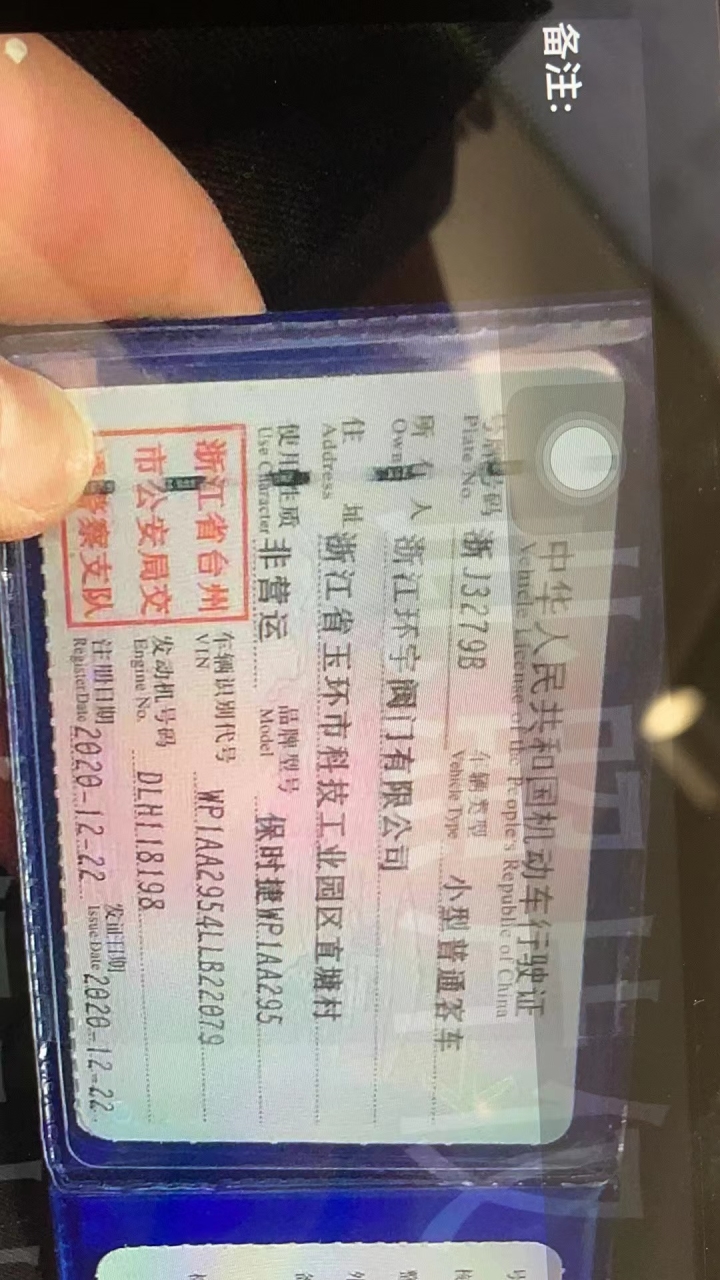 备注:
中华人民共和国机动车行驶证
Vehicle License of the People's Republic of China
号牌号码 浙J3279B 车辆类型 小型普通客车
Plate No. Vehicle Type
所有人 浙江环宇阀门有限公司
Own
住址 浙江省玉环市科技工业园区直塘村
Address
使用性质 非营运 品牌型号 保时捷WP1AA295
Use Character Model
浙江省台州
市公安局交
警察支队
车辆识别代号 WP1AA2954LLB22079
VIN
发动机号码 DLH118198
Engine No.
注册日期 2020-12-22 发证日期 2020-12-22
Register Date Issue Date